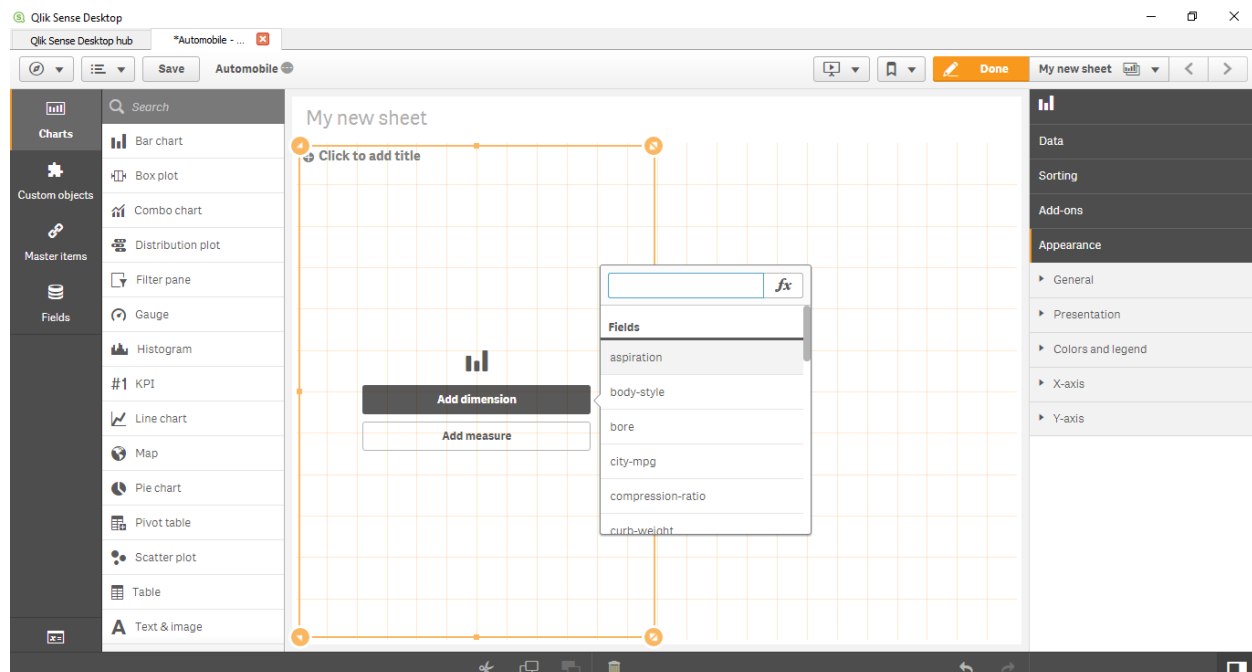 Qlik Sense Desktop
Qlik Sense Desktop hub
*Automobile - ...
Save
Automobile
Done
My new sheet
Charts
Custom objects
Master items
Fields
Search
Bar chart
Box plot
Combo chart
Distribution plot
Filter pane
Gauge
Histogram
#1 KPI
Line chart
Map
Pie chart
Pivot table
Scatter plot
Table
A Text & image
My new sheet
Click to add title
Add dimension
Add measure
fx
Fields
aspiration
body-style
bore
city-mpg
compression-ratio
curb-weight
Data
Sorting
Add-ons
Appearance
General
Presentation
Colors and legend
X-axis
Y-axis